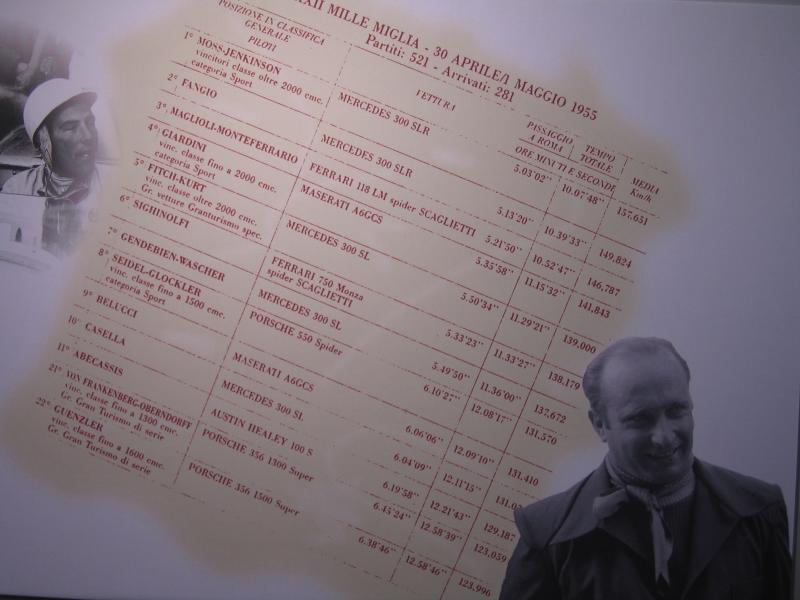 XXII MILLE MIGLIA - 30 APRILE/1 MAGGIO 1955
Partiti: 521 - Arrivati: 281
POSIZIONE IN CLASSIFICA
GENERALE
PILOTI
VETTURA
PASSAGGIO
A ROMA
TEMPO
TOTALE
MEDIA
Km/h
ORE MINUTI E SECONDI
1° MOSS-JENKINSON
vincitori classe oltre 2000 cmc.
categoria Sport
MERCEDES 300 SLR 5.03'02'' 10.07'48'' 157,651
2° FANGIO MERCEDES 300 SLR 5.13'20'' 10.39'33'' 149,824
3° MAGLIOLI-MONTEFERRARIO FERRARI 118 LM spider SCAGLIETTI 5.21'50'' 10.52'47'' 146,787
4° GIARDINI
vinc. classe fino a 2000 cmc.
categoria Sport
MASERATI A6GCS 5.35'58'' 11.15'32'' 141,843
5° FITCH-KURT
vinc. classe oltre 2000 cmc.
Gr. vetture Granturismo spec.
MERCEDES 300 SL 5.50'34'' 11.29'21'' 139,000
6° SIGHINOLFI FERRARI 750 Monza
spider SCAGLIETTI
5.33'23'' 11.33'27'' 138,179
7° GENDEBIEN-WASCHER MERCEDES 300 SL 5.49'50'' 11.36'00'' 137,672
8° SEIDEL-GLOCKLER
vinc. classe fino a 1500 cmc.
categoria Sport
PORSCHE 550 Spider 6.10'27'' 12.08'17'' 131,570
9° BELUCCI MASERATI A6GCS 6.06'06'' 12.09'10'' 131,410
10° CASELLA MERCEDES 300 SL 6.04'09'' 12.11'15''
11° ABECASSIS AUSTIN HEALEY 100 S 6.19'58'' 12.21'43'' 129,187
21° VON FRANKENBERG-OBERNDORFF
vinc. classe fino a 1300 cmc.
Gr. Gran Turismo di serie
PORSCHE 356 1300 Super 6.45'24'' 12.58'39'' 123,059
22° GUENZLER
vinc. classe fino a 1600 cmc.
Gr. Gran Turismo di serie
PORSCHE 356 1500 Super 6.38'46'' 12.58'46'' 123,996